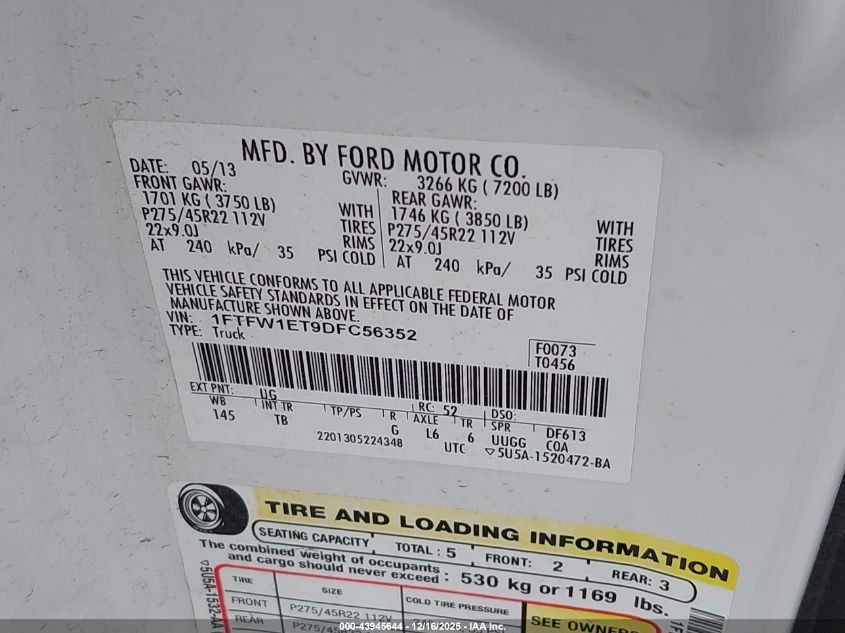 MFD. BY FORD MOTOR CO.
DATE: 05/13 GVWR: 3266 KG ( 7200 LB)
FRONT GAWR: REAR GAWR:
1701 KG ( 3750 LB) WITH 1746 KG ( 3850 LB) WITH
P275/45R22 112V TIRES P275/45R22 112V TIRES
22x9.0J RIMS 22x9.0J RIMS
AT 240 kPa/ 35 PSI COLD AT 240 kPa/ 35 PSI COLD
THIS VEHICLE CONFORMS TO ALL APPLICABLE FEDERAL MOTOR
VEHICLE SAFETY STANDARDS IN EFFECT ON THE DATE OF
MANUFACTURE SHOWN ABOVE.
VIN: 1FTFW1ET9DFC56352
TYPE: Truck
F0073
T0456
EXT PNT: UG RC: 52 DSO:
WB INT TR TP/PS R AXLE TR SPR DF613
145 TB G L6 6 UUGG COA
2201305224348 UTC ▽5U5A-1520472-BA
TIRE AND LOADING INFORMATION
SEATING CAPACITY TOTAL : 5 FRONT: 2 REAR: 3
The combined weight of occupants
and cargo should never exceed : 530 kg or 1169 lbs.
TIRE SIZE COLD TIRE PRESSURE
FRONT P275/45R22 112V
SEE OWNERS
REAR
000-43945644 - 12/16/2025 - IAA Inc.